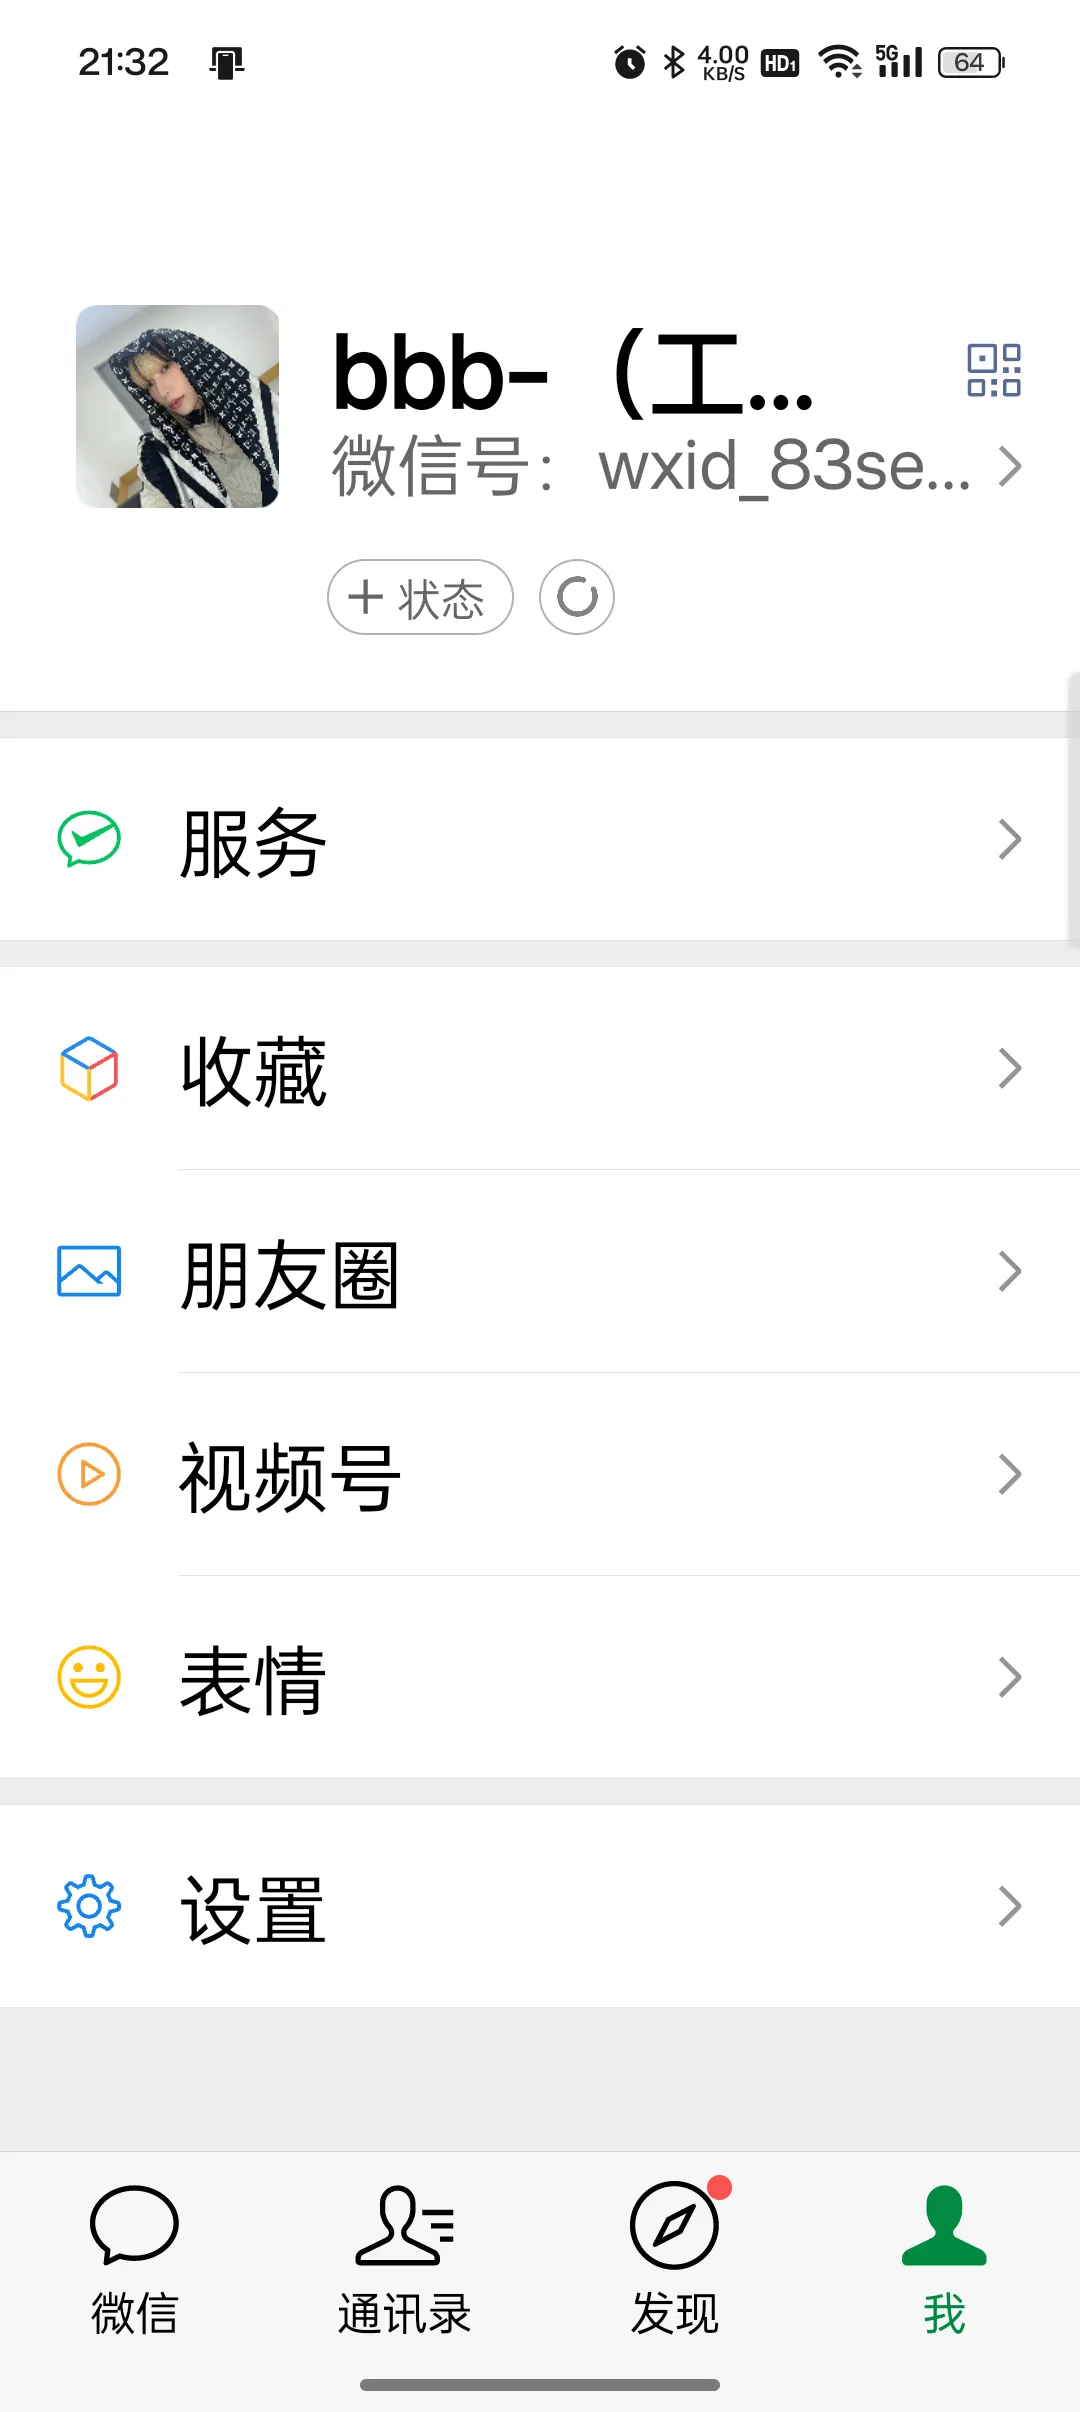 21:32 4.00 KB/S HD1 5G 64
bbb-（工...
微信号：wxid_83se...
+ 状态
服务
收藏
朋友圈
视频号
表情
设置
微信 通讯录 发现 我